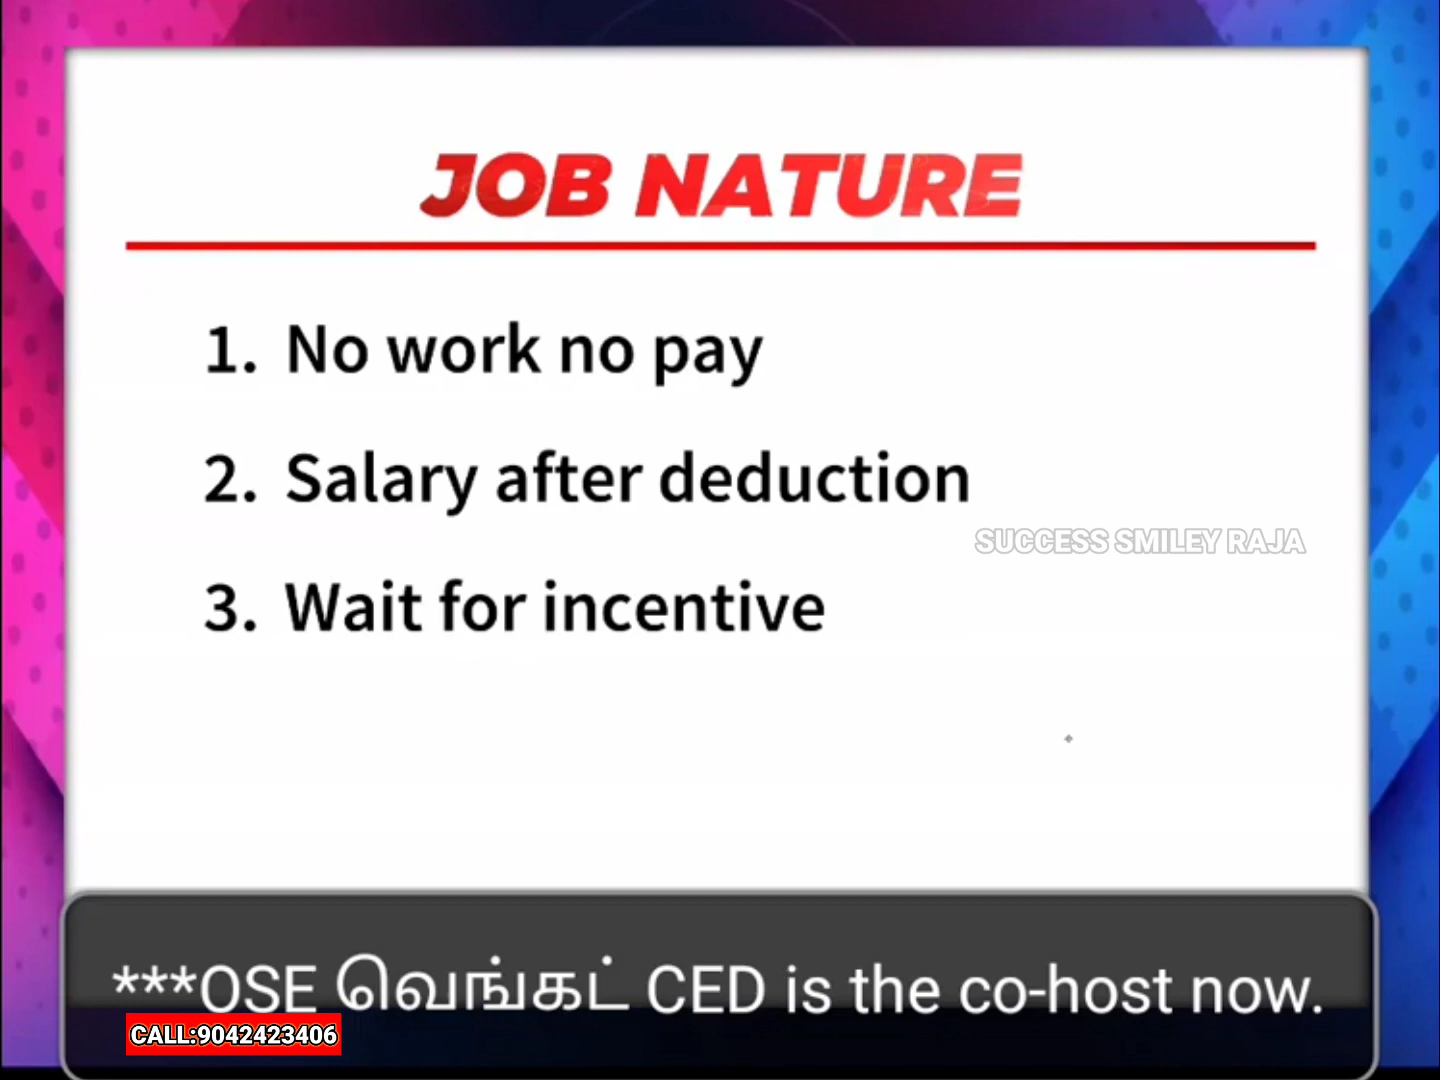 JOB NATURE
1. No work no pay
2. Salary after deduction
SUCCESS SMILEY RAJA
3. Wait for incentive
***OSE வெங்கட் CED is the co-host now.
CALL:9042423406